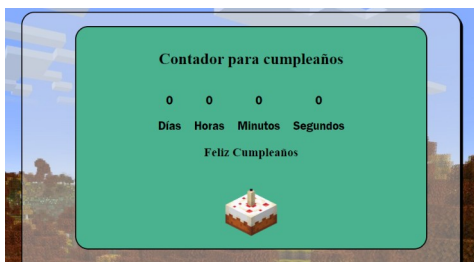 Contador para cumpleaños
0 0 0 0
Días Horas Minutos Segundos
Feliz Cumpleaños